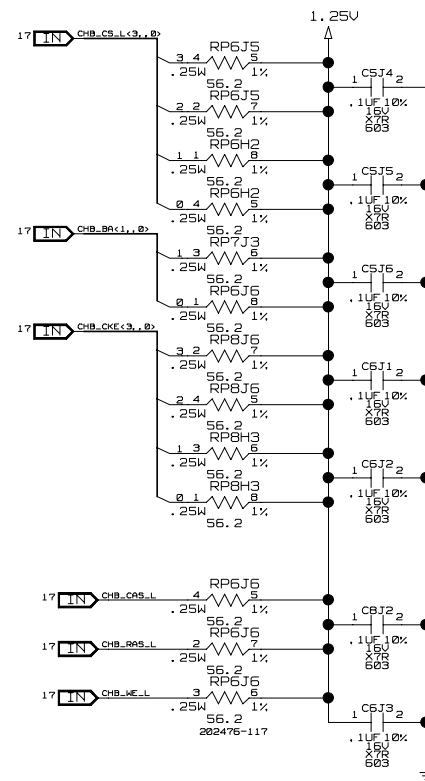 1.25V
17 IN CHB_CS_L<3,.0>
RP6J5
3 4 5
.25W 1%
56.2
RP6J5
2 2 7
.25W 1%
56.2
RP6H2
1 1 8
.25W 1%
56.2
RP6H2
0 4 5
.25W 1%
56.2
17 IN CHB_BA<1,.0>
RP7J3
1 3 6
.25W 1%
56.2
RP6J6
0 1 8
.25W 1%
56.2
17 IN CHB_CKE<3,.0>
RP8J6
3 2 7
.25W 1%
56.2
RP8J6
2 4 5
.25W 1%
56.2
RP8H3
1 3 6
.25W 1%
56.2
RP8H3
0 1 8
.25W 1%
56.2
17 IN CHB_CAS_L
RP6J6
4 5
.25W 1%
56.2
17 IN CHB_RAS_L
RP6J6
2 7
.25W 1%
56.2
17 IN CHB_WE_L
RP6J6
3 6
.25W 1%
56.2
202476-117
C5J4
1 2
.1UF 10%
16V
X7R
603
C5J5
1 2
.1UF 10%
16V
X7R
603
C5J6
1 2
.1UF 10%
16V
X7R
603
C6J1
1 2
.1UF 10%
16V
X7R
603
C6J2
1 2
.1UF 10%
16V
X7R
603
C8J2
1 2
.1UF 10%
16V
X7R
603
C6J3
1 2
.1UF 10%
16V
X7R
603